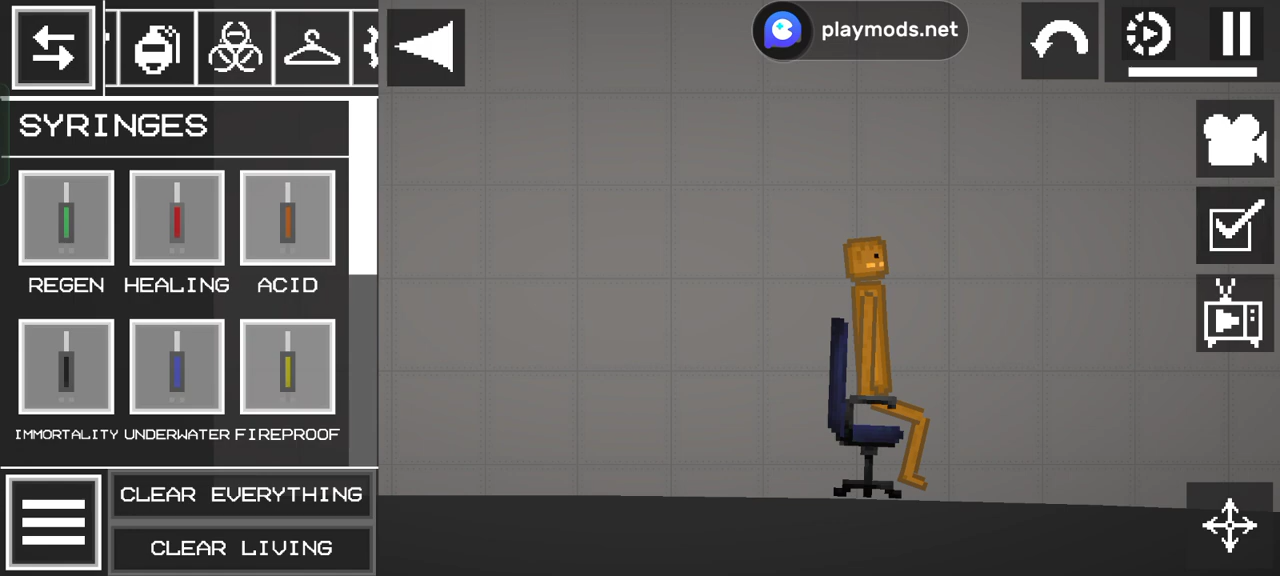 playmods.net
SYRINGES
REGEN HEALING ACID
IMMORTALITY UNDERWATER FIREPROOF
CLEAR EVERYTHING
CLEAR LIVING